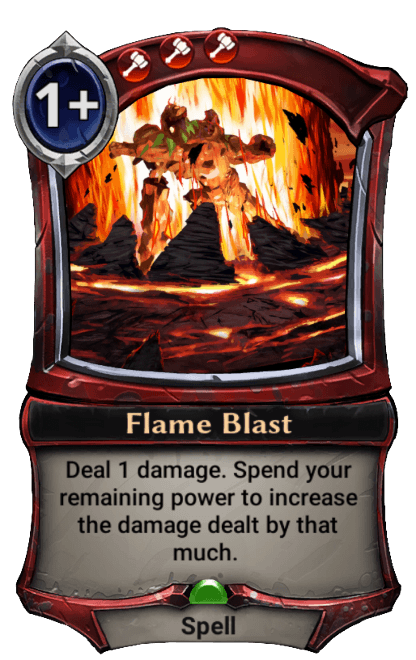 1+
Flame Blast
Deal 1 damage. Spend your
remaining power to increase
the damage dealt by that
much.
Spell